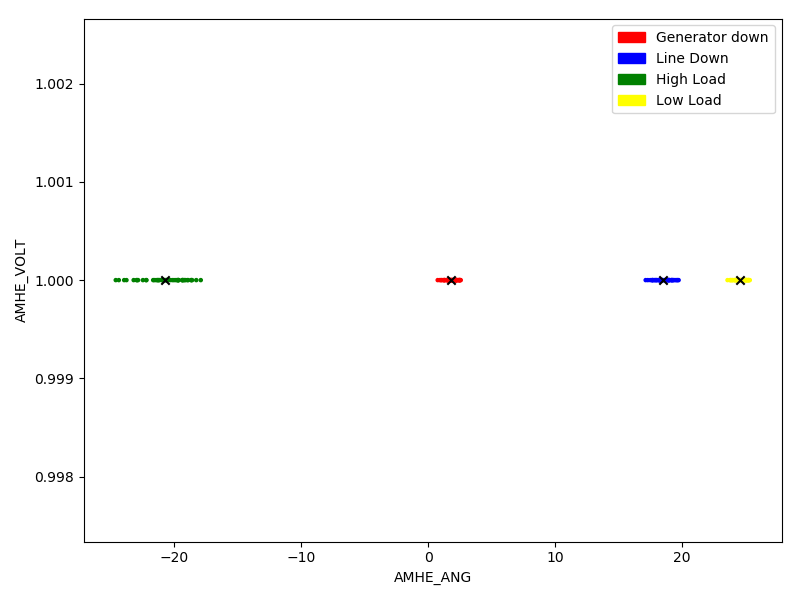 Generator down
Line Down
High Load
Low Load
1.002
1.001
1.000
0.999
0.998
AMHE_VOLT
−20
−10
0
10
20
AMHE_ANG